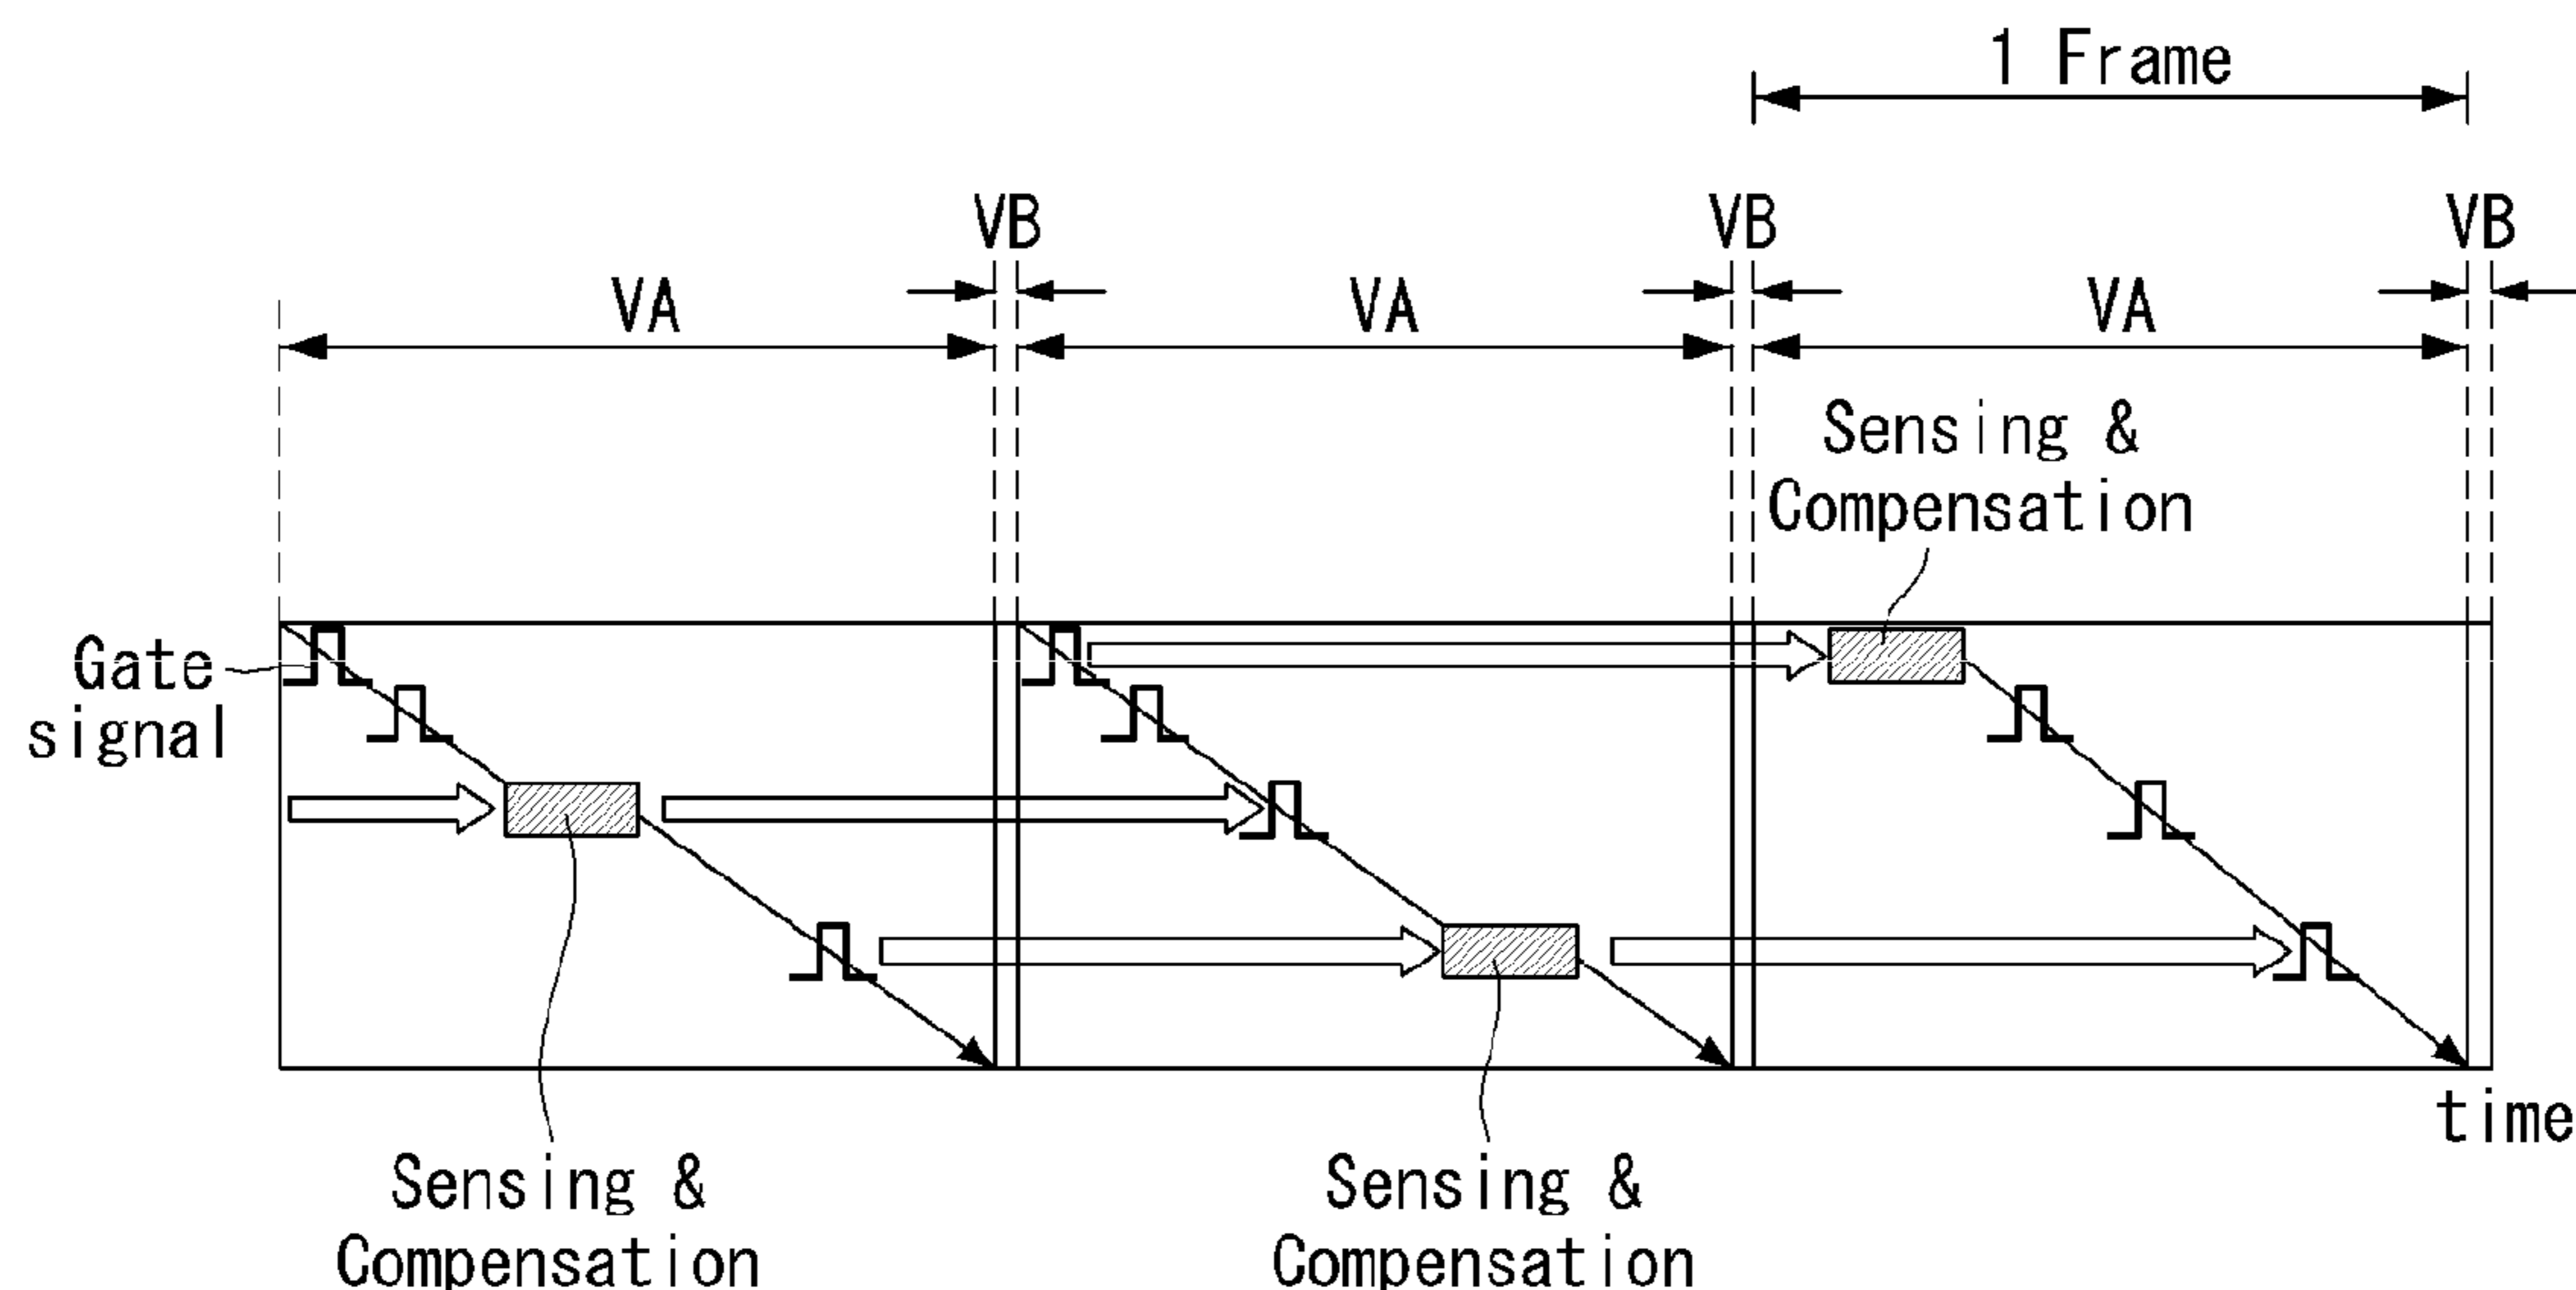 1 Frame
VB
VB
VB
VA
VA
VA
Sensing &
Compensation
Gate
signal
time
Sensing &
Compensation
Sensing &
Compensation